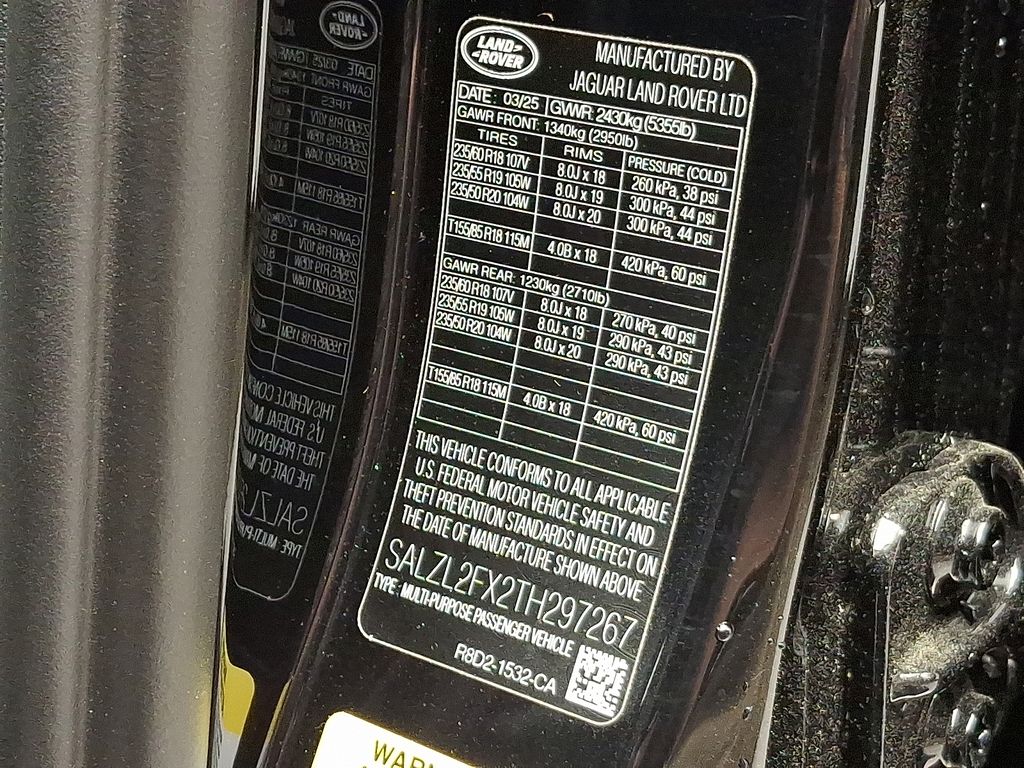 LAND ROVER
MANUFACTURED BY
JAGUAR LAND ROVER LTD
DATE: 03/25 GVWR: 2430kg (5355lb)
GAWR FRONT: 1340kg (2950lb)
TIRES RIMS PRESSURE (COLD)
235/60 R18 107V 8.0J x 18 260 kPa, 38 psi
235/55 R19 105W 8.0J x 19 300 kPa, 44 psi
235/50 R20 104W 8.0J x 20 300 kPa, 44 psi
T155/85 R18 115M 4.0B x 18 420 kPa, 60 psi
GAWR REAR: 1230kg (2710lb)
235/60 R18 107V 8.0J x 18 270 kPa, 40 psi
235/55 R19 105W 8.0J x 19 290 kPa, 43 psi
235/50 R20 104W 8.0J x 20 290 kPa, 43 psi
T155/85 R18 115M 4.0B x 18 420 kPa, 60 psi
THIS VEHICLE CONFORMS TO ALL APPLICABLE
U.S. FEDERAL MOTOR VEHICLE SAFETY AND
THEFT PREVENTION STANDARDS IN EFFECT ON
THE DATE OF MANUFACTURE SHOWN ABOVE
SALZL2FX2TH297267
TYPE: MULTI-PURPOSE PASSENGER VEHICLE
R8D2-1532-CA